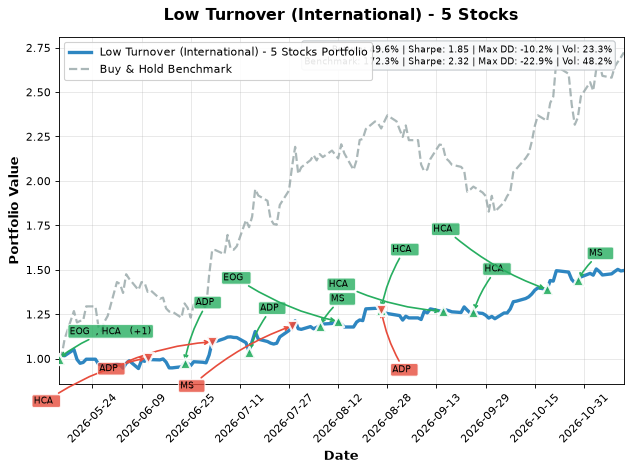 Low Turnover (International) - 5 Stocks
Low Turnover (International) - 5 Stocks Portfolio
Buy & Hold Benchmark
49.6% | Sharpe: 1.85 | Max DD: -10.2% | Vol: 23.3%
Benchmark: 172.3% | Sharpe: 2.32 | Max DD: -22.9% | Vol: 48.2%
Portfolio Value
2.75
2.50
2.25
2.00
1.75
1.50
1.25
1.00
HCA
HCA
MS
HCA
EOG
HCA
MS
ADP
ADP
EOG , HCA (+1)
ADP
ADP
MS
HCA
2026-05-24
2026-06-09
2026-06-25
2026-07-11
2026-07-27
2026-08-12
2026-08-28
2026-09-13
2026-09-29
2026-10-15
2026-10-31
Date